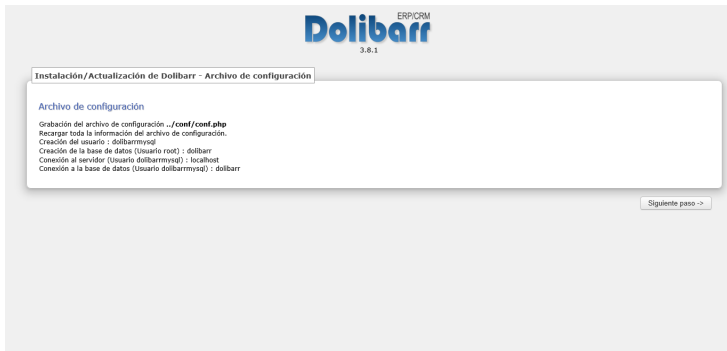 Dolibarr ERP/CRM
3.8.1
Instalación/Actualización de Dolibarr - Archivo de configuración
Archivo de configuración
Grabación del archivo de configuración ../conf/conf.php
Recargar toda la información del archivo de configuración.
Creación del usuario : dolibarrmysql
Creación de la base de datos (Usuario root) : dolibarr
Conexión al servidor (Usuario dolibarrmysql) : localhost
Conexión a la base de datos (Usuario dolibarrmysql) : dolibarr
Siguiente paso ->